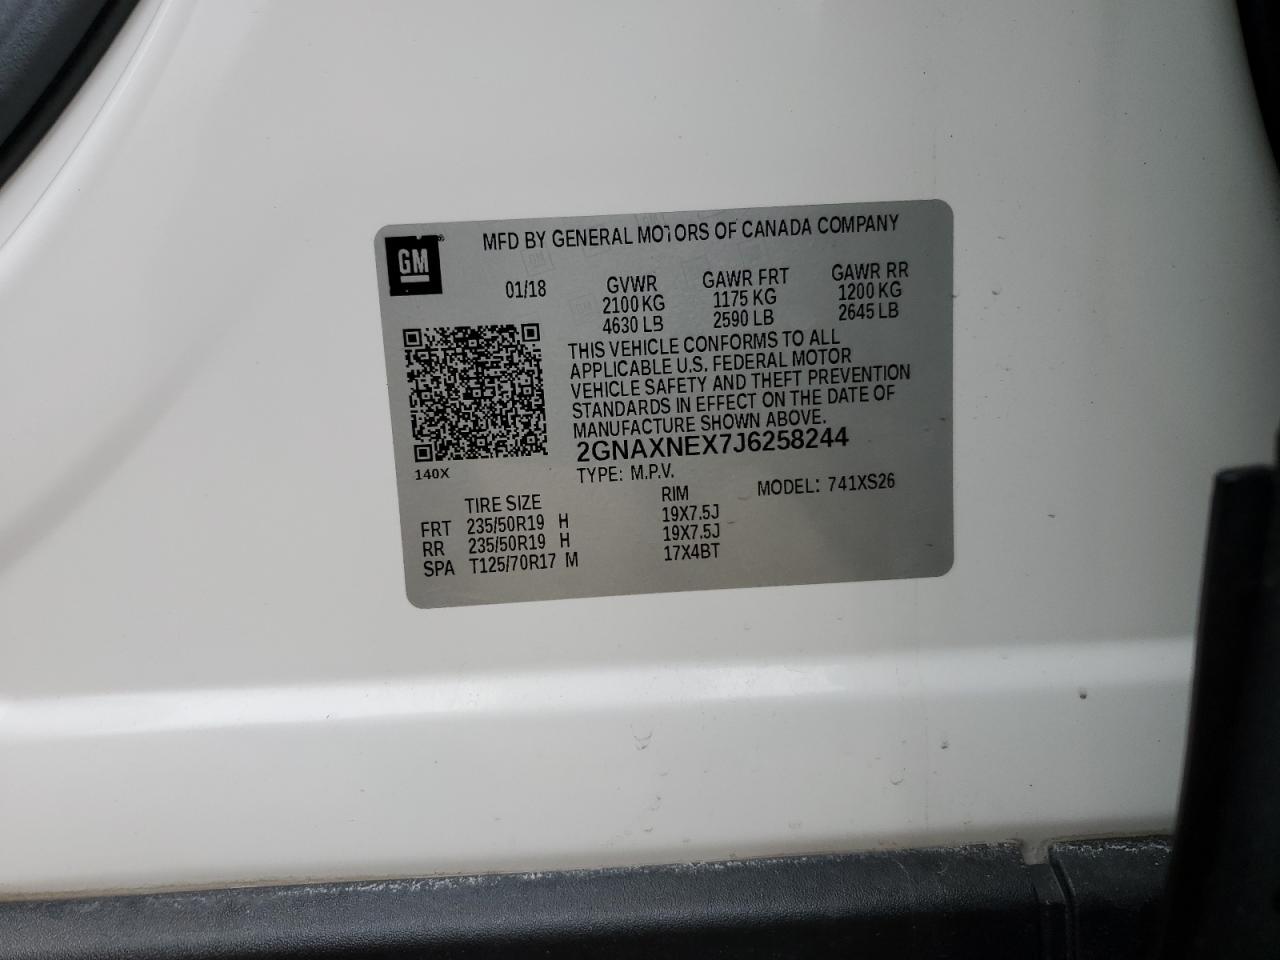 GM®
MFD BY GENERAL MOTORS OF CANADA COMPANY
01/18 GVWR GAWR FRT GAWR RR
2100 KG 1175 KG 1200 KG
4630 LB 2590 LB 2645 LB
THIS VEHICLE CONFORMS TO ALL
APPLICABLE U.S. FEDERAL MOTOR
VEHICLE SAFETY AND THEFT PREVENTION
STANDARDS IN EFFECT ON THE DATE OF
MANUFACTURE SHOWN ABOVE.
2GNAXNEX7J6258244
140X
TYPE: M.P.V. MODEL: 741XS26
TIRE SIZE RIM
FRT 235/50R19 H 19X7.5J
RR 235/50R19 H 19X7.5J
SPA T125/70R17 M 17X4BT